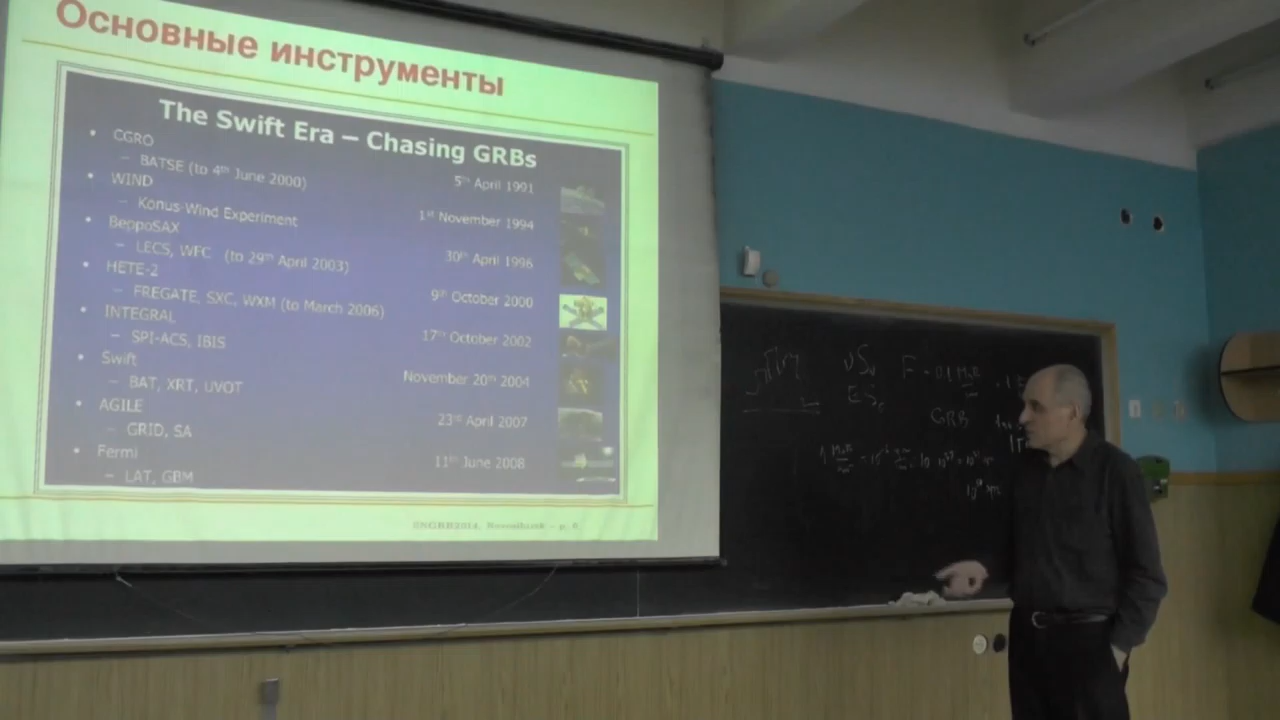 Основные инструменты
The Swift Era – Chasing GRBs
• CGRO
– BATSE (to 4th June 2000) 5th April 1991
• WIND
– Konus-Wind Experiment 1st November 1994
• BeppoSAX
– LECS, WFC (to 29th April 2003) 30th April 1996
• HETE-2
– FREGATE, SXC, WXM (to March 2006) 9th October 2000
• INTEGRAL
– SPI-ACS, IBIS 17th October 2002
• Swift
– BAT, XRT, UVOT November 20th 2004
• AGILE
– GRID, SA 23rd April 2007
• Fermi
– LAT, GBM 11th June 2008
– p. 6
GRB